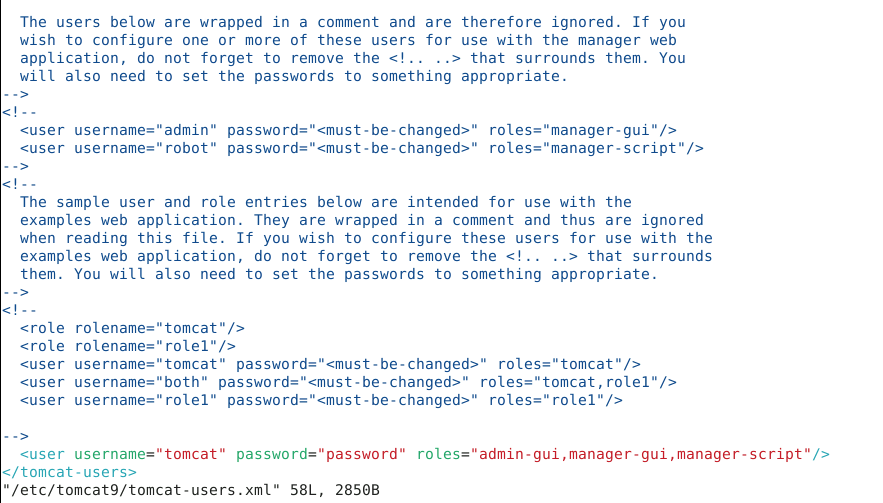 The users below are wrapped in a comment and are therefore ignored. If you
wish to configure one or more of these users for use with the manager web
application, do not forget to remove the <!.. ..> that surrounds them. You
will also need to set the passwords to something appropriate.
-->
<!--
<user username="admin" password="<must-be-changed>" roles="manager-gui"/>
<user username="robot" password="<must-be-changed>" roles="manager-script"/>
-->
<!--
The sample user and role entries below are intended for use with the
examples web application. They are wrapped in a comment and thus are ignored
when reading this file. If you wish to configure these users for use with the
examples web application, do not forget to remove the <!.. ..> that surrounds
them. You will also need to set the passwords to something appropriate.
-->
<!--
<role rolename="tomcat"/>
<role rolename="role1"/>
<user username="tomcat" password="<must-be-changed>" roles="tomcat"/>
<user username="both" password="<must-be-changed>" roles="tomcat,role1"/>
<user username="role1" password="<must-be-changed>" roles="role1"/>
-->
<user username="tomcat" password="password" roles="admin-gui,manager-gui,manager-script"/>
</tomcat-users>
"/etc/tomcat9/tomcat-users.xml" 58L, 2850B